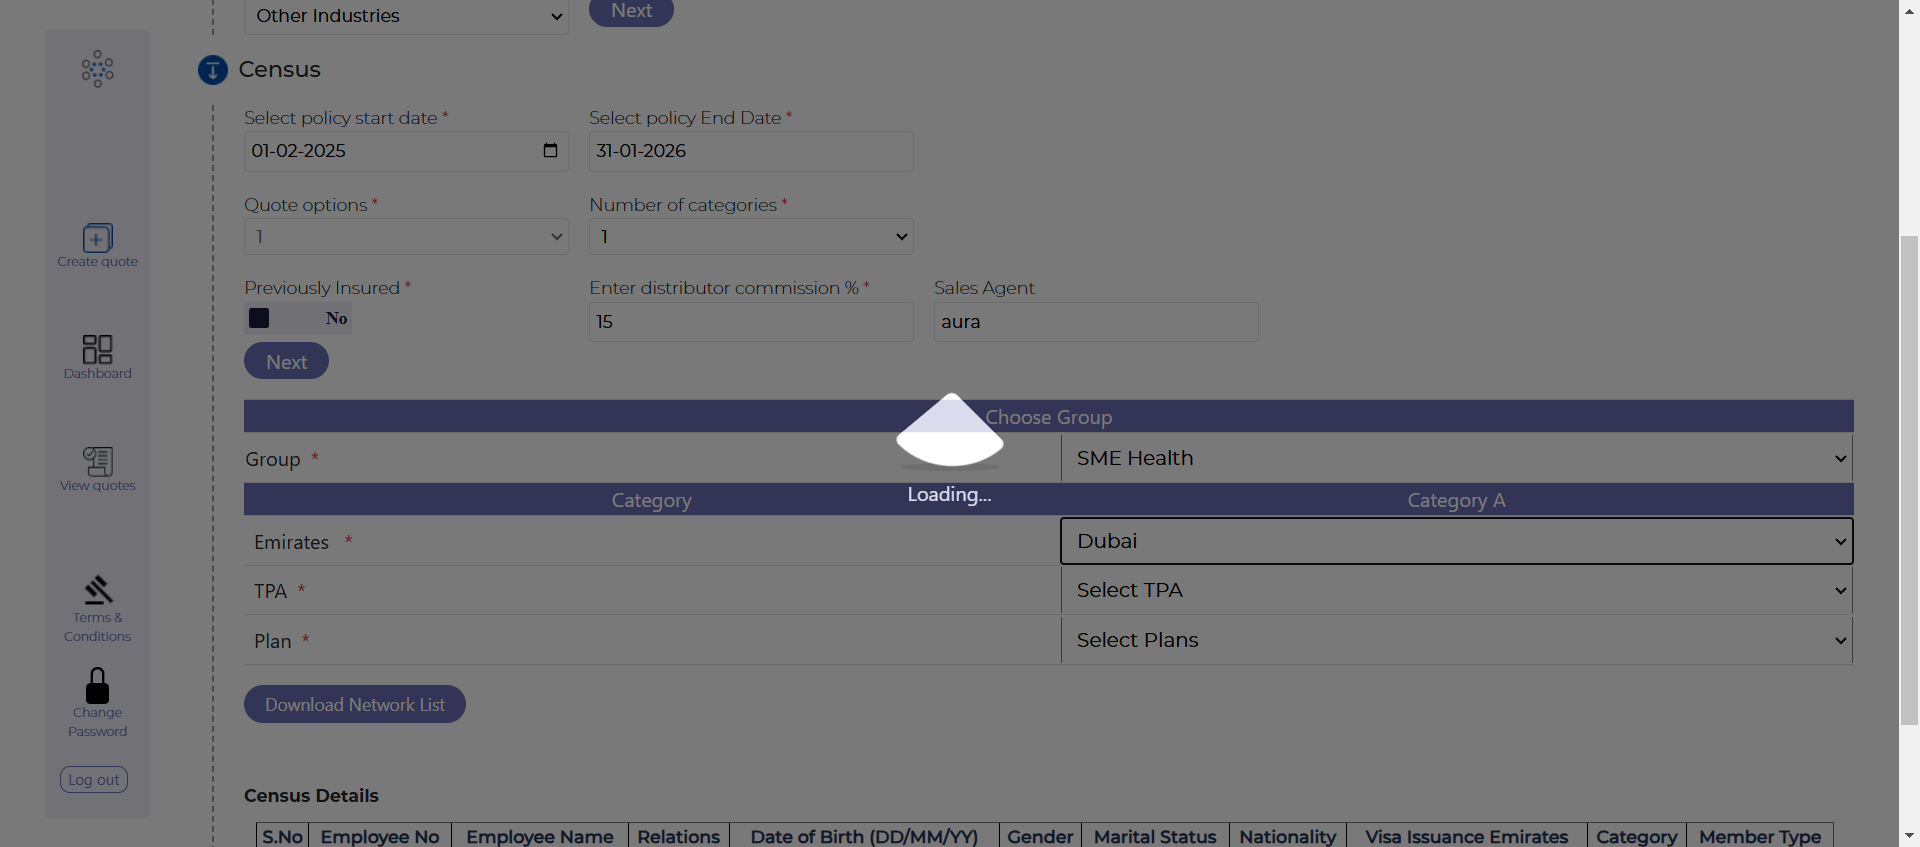 Other Industries
Next
Census
Select policy start date *
Select policy End Date *
01-02-2025
31-01-2026
Quote options *
Number of categories *
1
1
Previously Insured *
Enter distributor commission % *
Sales Agent
No
15
aura
Next
Choose Group
Group *
SME Health
Loading...
Category
Category A
Emirates *
Dubai
TPA *
Select TPA
Plan *
Select Plans
Download Network List
Census Details
S.No
Employee No
Employee Name
Relations
Date of Birth (DD/MM/YY)
Gender
Marital Status
Nationality
Visa Issuance Emirates
Category
Member Type
Create quote
Dashboard
View quotes
Terms &
Conditions
Change
Password
Log out